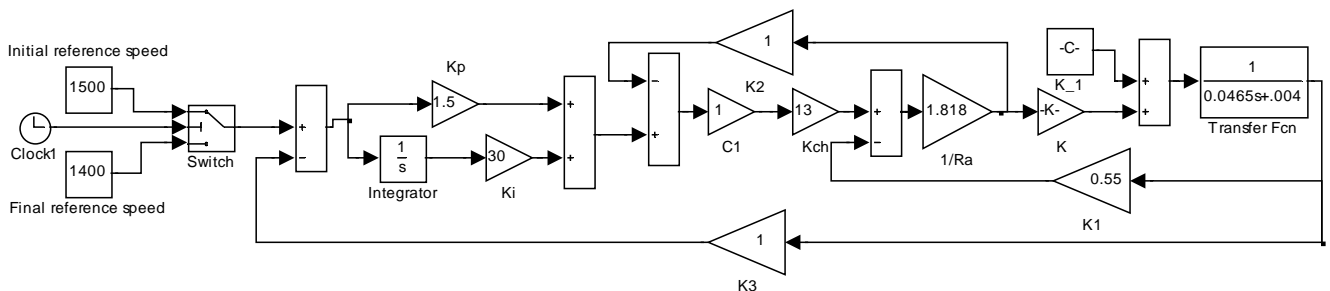 Initial reference speed
1500
Clock1
1400
Final reference speed
Switch
+
−
Kp
1.5
1
s
Integrator
30
Ki
+
+
1
K2
−
+
1
C1
13
Kch
+
−
1.818
1/Ra
-K-
K
-C-
K_1
+
+
1
0.0465s+.004
Transfer Fcn
0.55
K1
1
K3